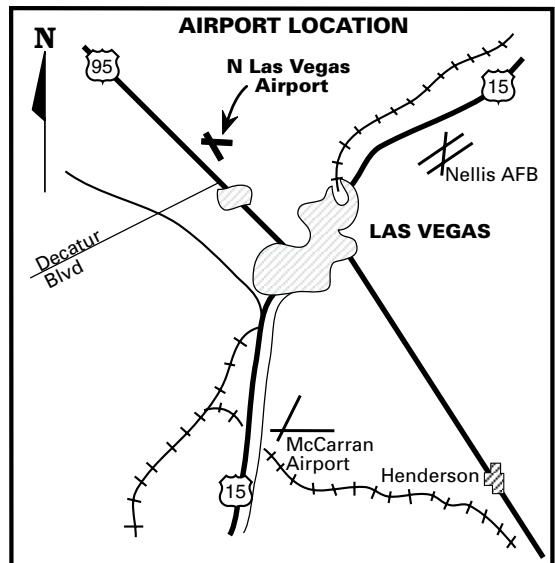 AIRPORT LOCATION
N
95
N Las Vegas
Airport
15
Nellis AFB
LAS VEGAS
Decatur
Blvd
McCarran
Airport
Henderson
15